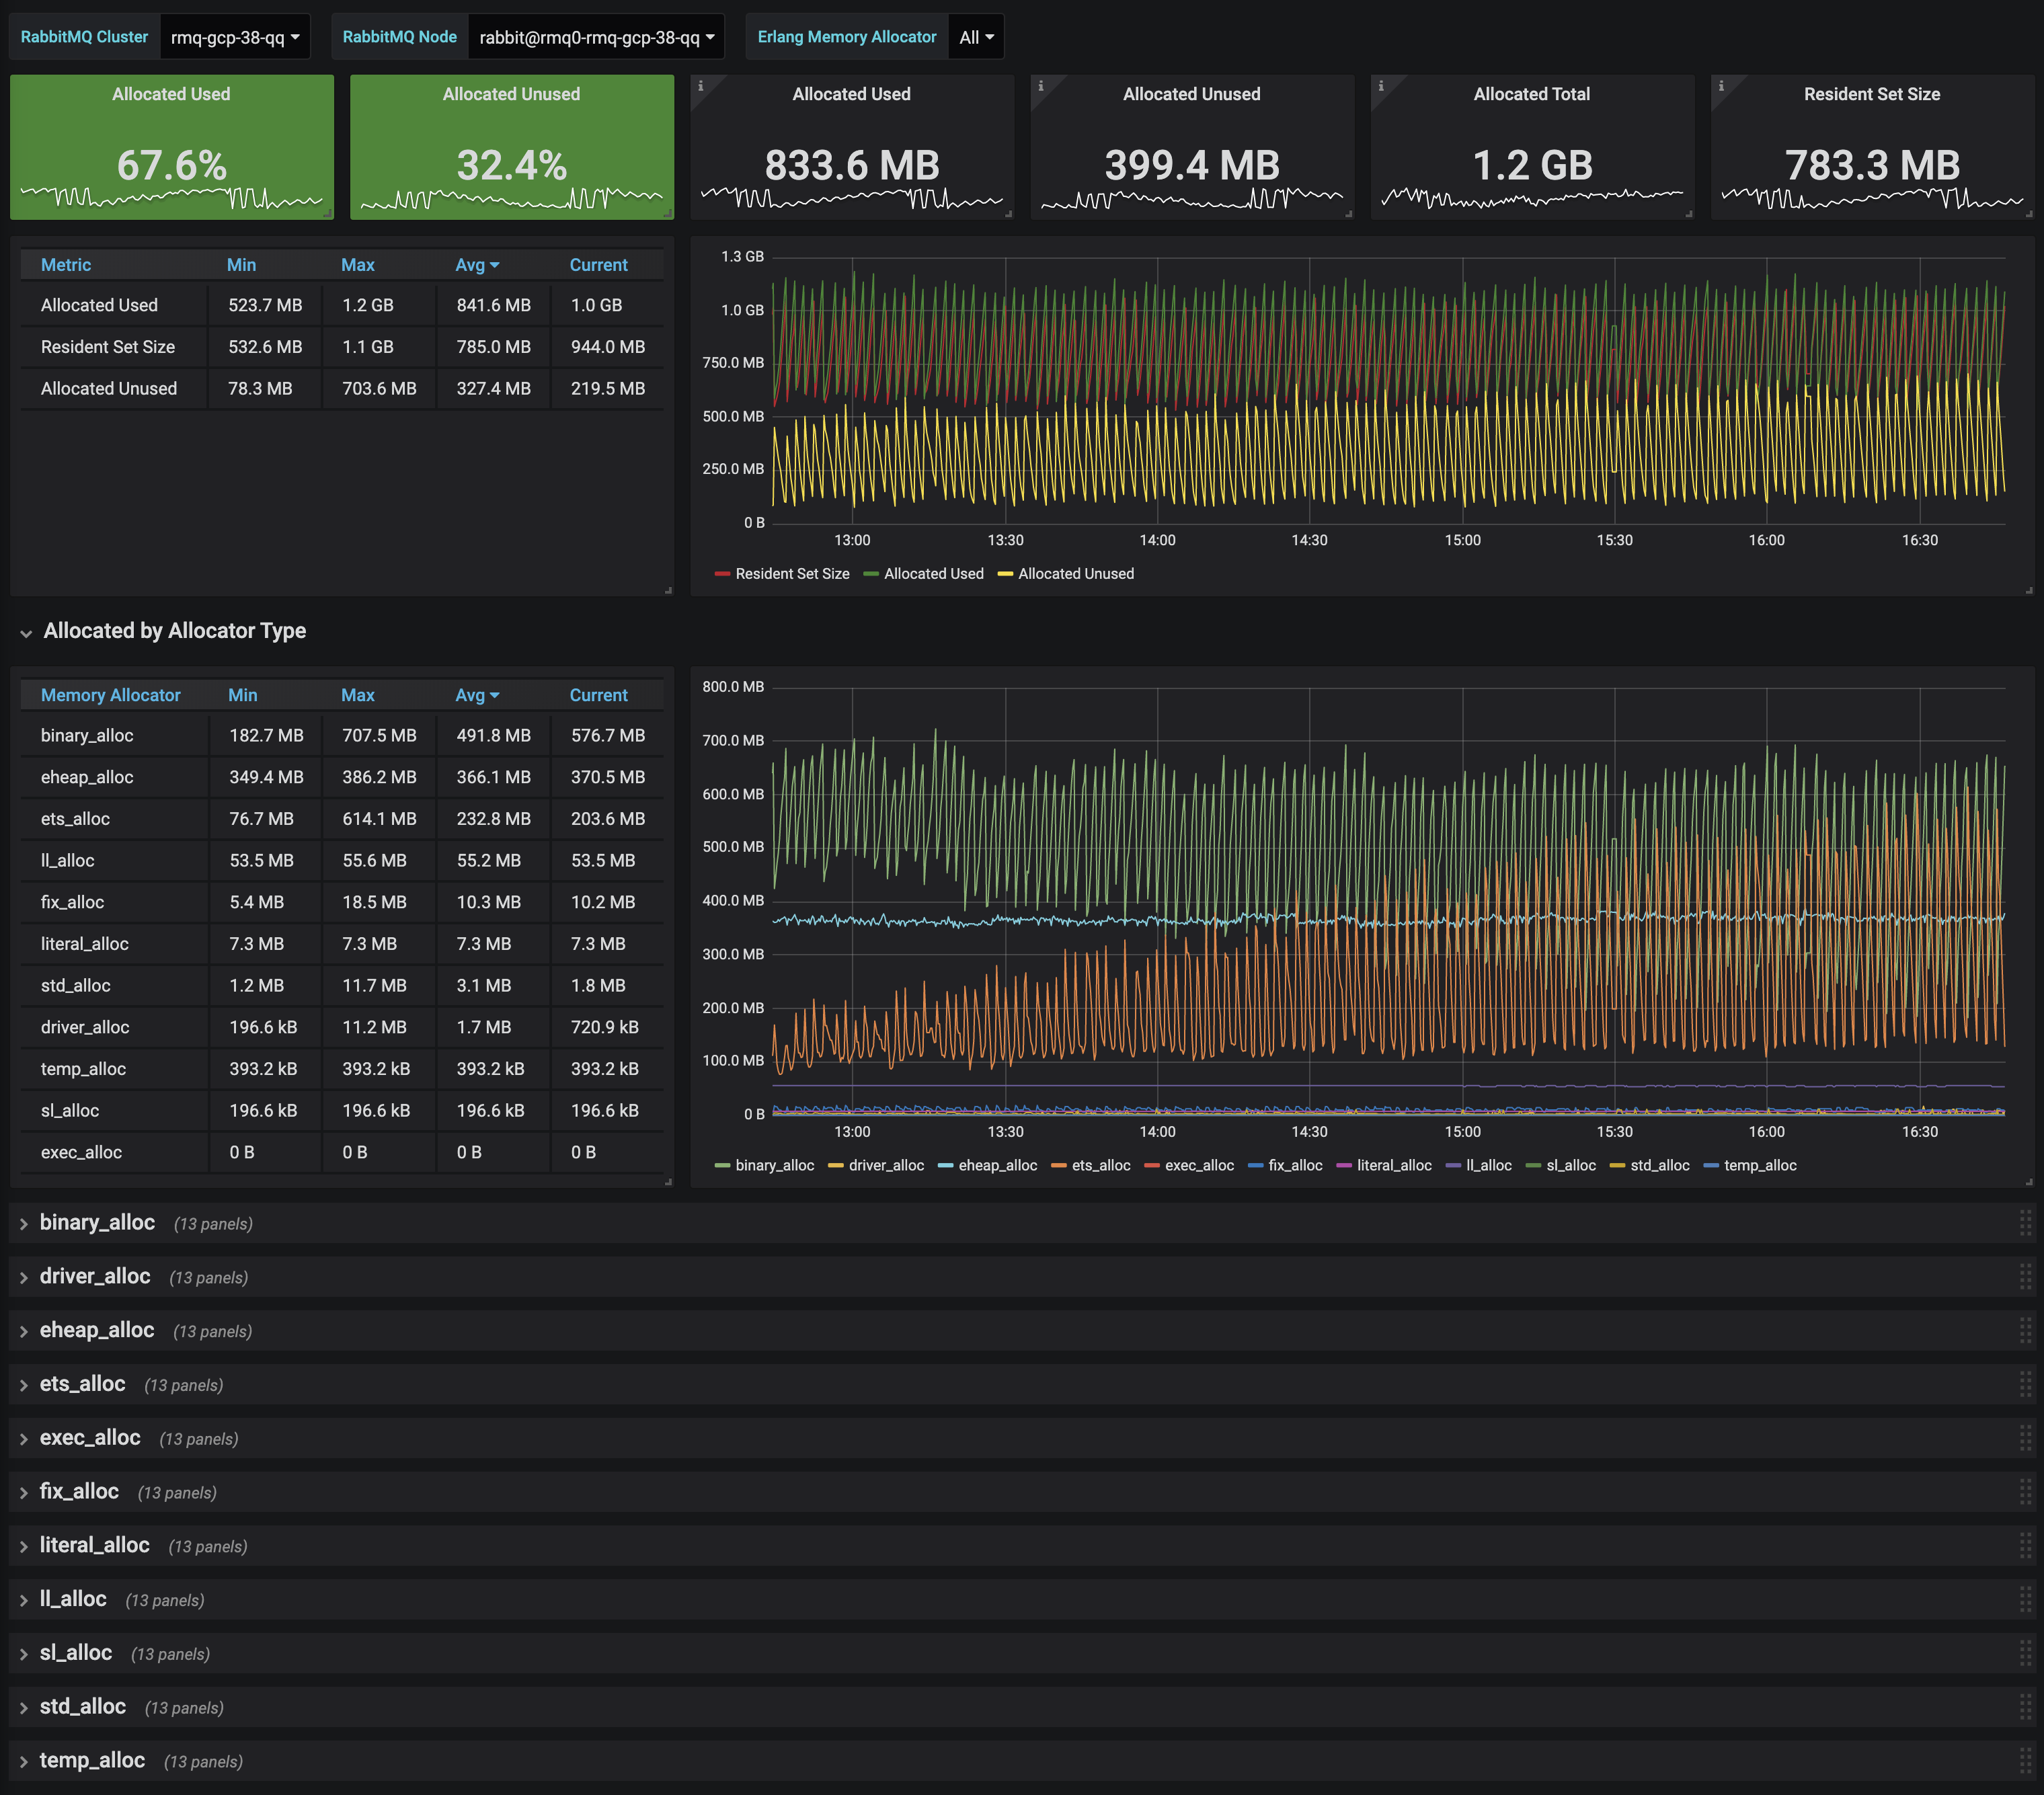 RabbitMQ Cluster rmq-gcp-38-qq RabbitMQ Node rabbit@rmq0-rmq-gcp-38-qq Erlang Memory Allocator All
Allocated Used Allocated Unused Allocated Used Allocated Unused Allocated Total Resident Set Size
67.6% 32.4% 833.6 MB 399.4 MB 1.2 GB 783.3 MB
Metric Min Max Avg Current
Allocated Used 523.7 MB 1.2 GB 841.6 MB 1.0 GB
Resident Set Size 532.6 MB 1.1 GB 785.0 MB 944.0 MB
Allocated Unused 78.3 MB 703.6 MB 327.4 MB 219.5 MB
1.3 GB
1.0 GB
750.0 MB
500.0 MB
250.0 MB
0 B
13:00 13:30 14:00 14:30 15:00 15:30 16:00 16:30
Resident Set Size Allocated Used Allocated Unused
Allocated by Allocator Type
Memory Allocator Min Max Avg Current
binary_alloc 182.7 MB 707.5 MB 491.8 MB 576.7 MB
eheap_alloc 349.4 MB 386.2 MB 366.1 MB 370.5 MB
ets_alloc 76.7 MB 614.1 MB 232.8 MB 203.6 MB
ll_alloc 53.5 MB 55.6 MB 55.2 MB 53.5 MB
fix_alloc 5.4 MB 18.5 MB 10.3 MB 10.2 MB
literal_alloc 7.3 MB 7.3 MB 7.3 MB 7.3 MB
std_alloc 1.2 MB 11.7 MB 3.1 MB 1.8 MB
driver_alloc 196.6 kB 11.2 MB 1.7 MB 720.9 kB
temp_alloc 393.2 kB 393.2 kB 393.2 kB 393.2 kB
sl_alloc 196.6 kB 196.6 kB 196.6 kB 196.6 kB
exec_alloc 0 B 0 B 0 B 0 B
800.0 MB
700.0 MB
600.0 MB
500.0 MB
400.0 MB
300.0 MB
200.0 MB
100.0 MB
0 B
13:00 13:30 14:00 14:30 15:00 15:30 16:00 16:30
binary_alloc driver_alloc eheap_alloc ets_alloc exec_alloc fix_alloc literal_alloc ll_alloc sl_alloc std_alloc temp_alloc
binary_alloc (13 panels)
driver_alloc (13 panels)
eheap_alloc (13 panels)
ets_alloc (13 panels)
exec_alloc (13 panels)
fix_alloc (13 panels)
literal_alloc (13 panels)
ll_alloc (13 panels)
sl_alloc (13 panels)
std_alloc (13 panels)
temp_alloc (13 panels)